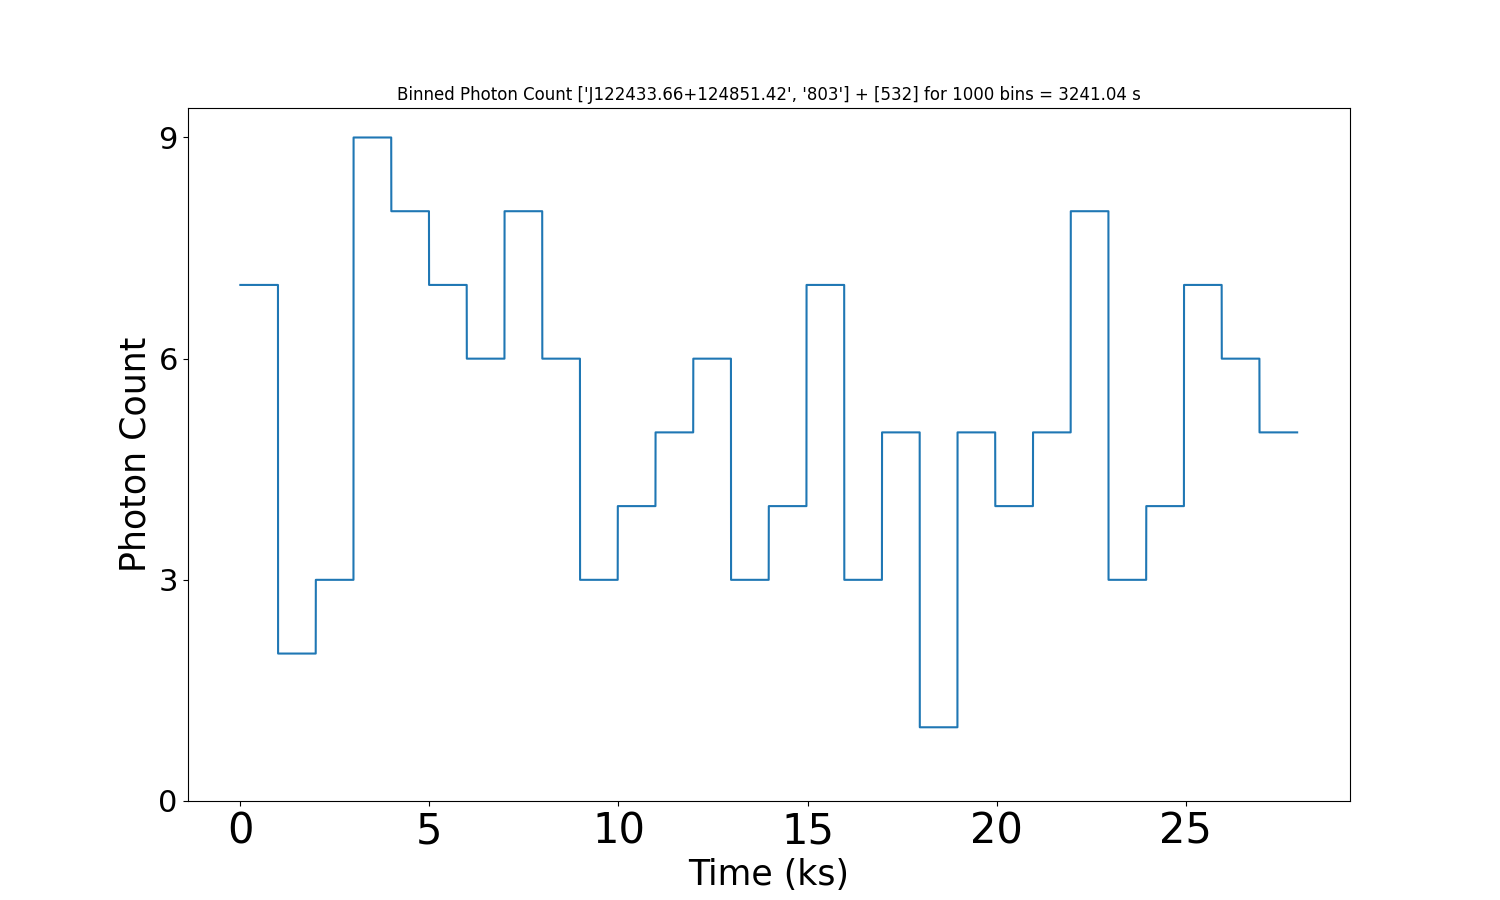 Binned Photon Count ['J122433.66+124851.42', '803'] + [532] for 1000 bins = 3241.04 s
9
6
3
0
Photon Count
0 5 10 15 20 25
Time (ks)